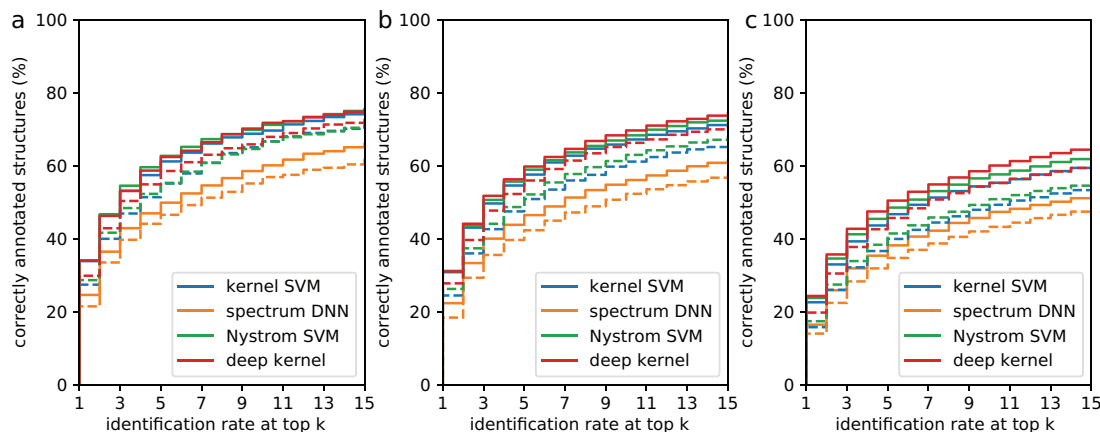 a
correctly annotated structures (%)
100
80
60
40
20
0
kernel SVM
spectrum DNN
Nystrom SVM
deep kernel
1 3 5 7 9 11 13 15
identification rate at top k
b
correctly annotated structures (%)
100
80
60
40
20
0
kernel SVM
spectrum DNN
Nystrom SVM
deep kernel
1 3 5 7 9 11 13 15
identification rate at top k
c
correctly annotated structures (%)
100
80
60
40
20
0
kernel SVM
spectrum DNN
Nystrom SVM
deep kernel
1 3 5 7 9 11 13 15
identification rate at top k